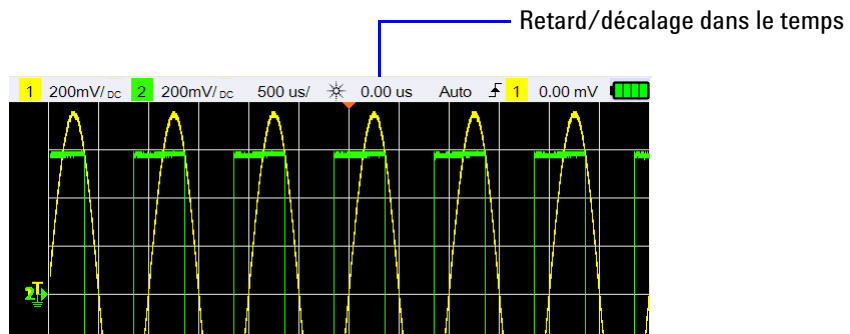 Retard/décalage dans le temps
1 200mV/ DC 2 200mV/ DC 500 us/ 0.00 us Auto 1 0.00 mV
2 T